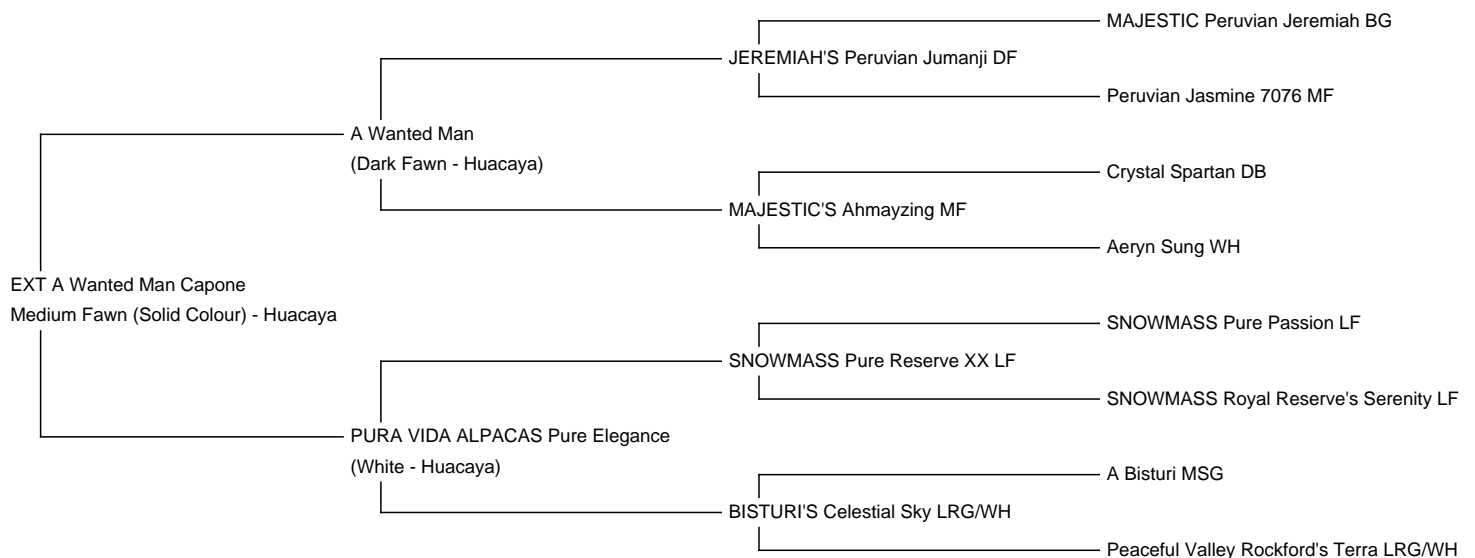 MAJESTIC Peruvian Jeremiah BG
JEREMIAH'S Peruvian Jumanji DF
Peruvian Jasmine 7076 MF
A Wanted Man
(Dark Fawn - Huacaya)
Crystal Spartan DB
MAJESTIC'S Ahmayzing MF
Aeryn Sung WH
EXT A Wanted Man Capone
Medium Fawn (Solid Colour) - Huacaya
SNOWMASS Pure Passion LF
SNOWMASS Pure Reserve XX LF
SNOWMASS Royal Reserve's Serenity LF
PURA VIDA ALPACAS Pure Elegance
(White - Huacaya)
A Bisturi MSG
BISTURI'S Celestial Sky LRG/WH
Peaceful Valley Rockford's Terra LRG/WH